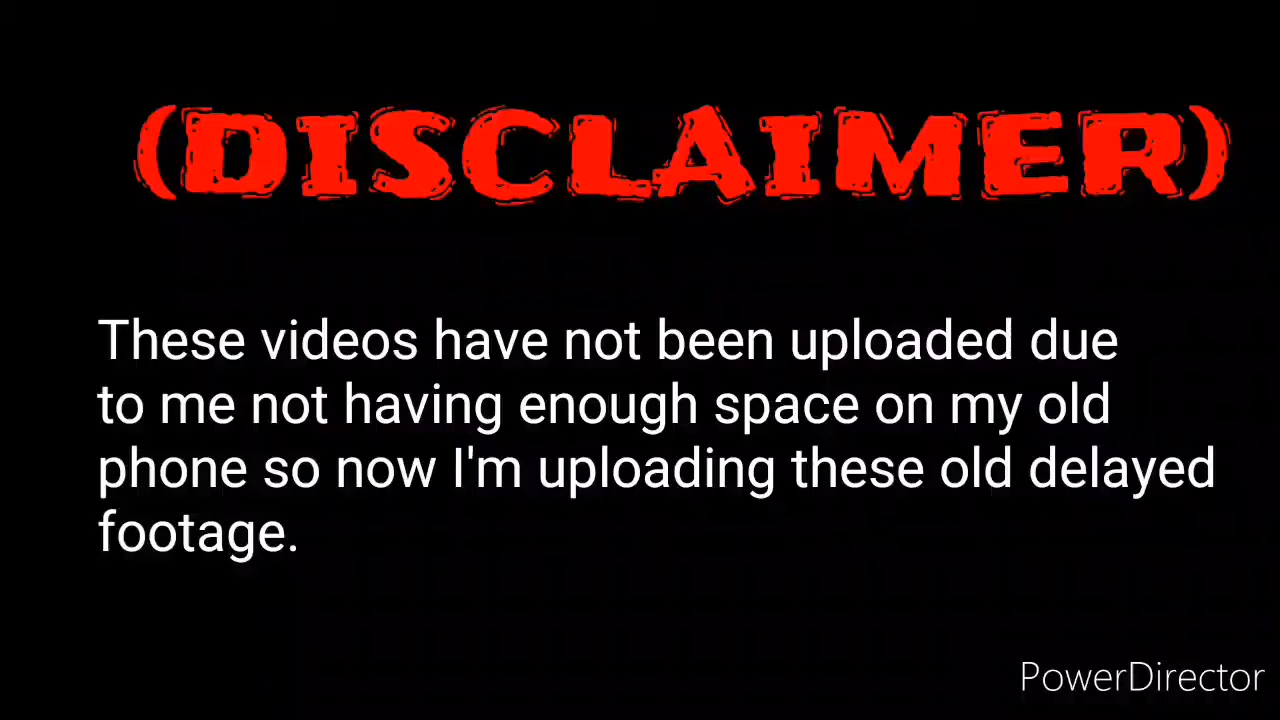 (DISCLAIMER)
These videos have not been uploaded due
to me not having enough space on my old
phone so now I'm uploading these old delayed
footage.
PowerDirector